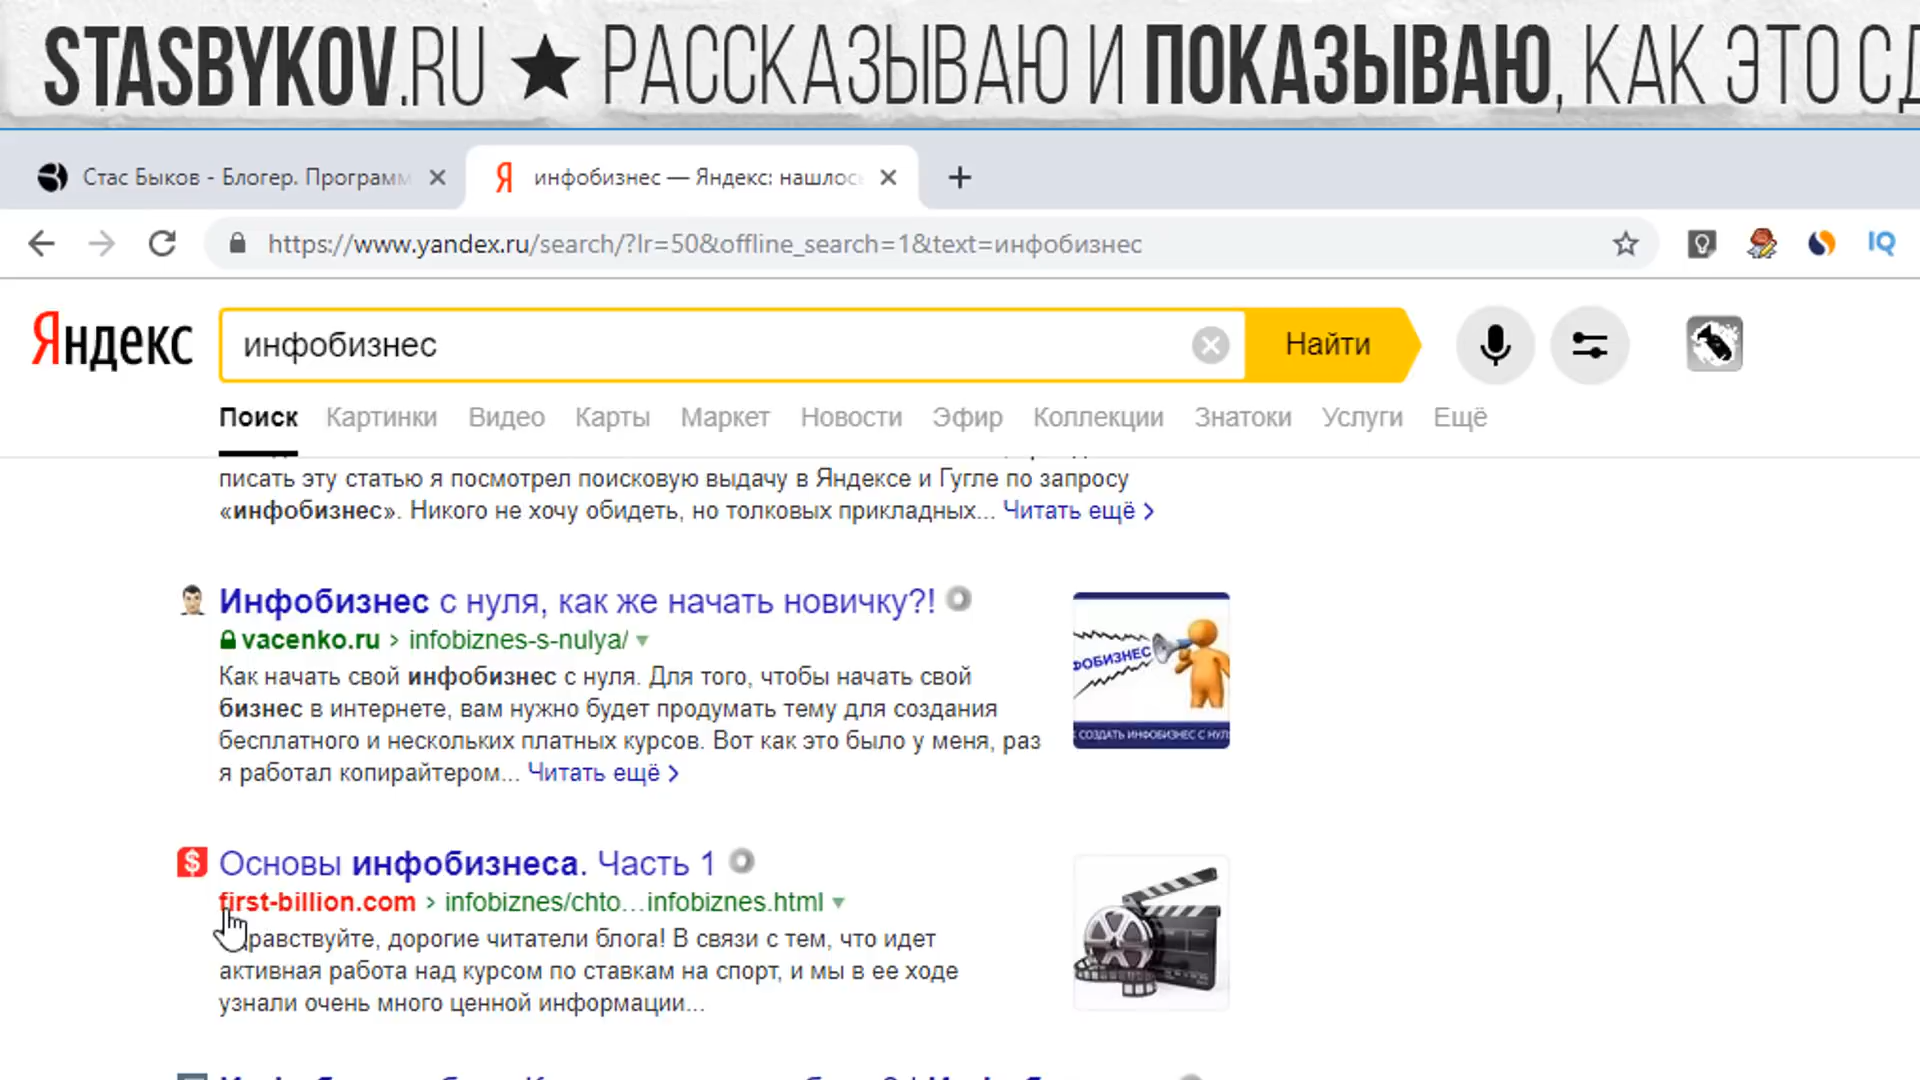 STASBYKOV.RU ★ РАССКАЗЫВАЮ И ПОКАЗЫВАЮ, КАК ЭТО
Стас Быков - Блогер. Программ
инфобизнес — Яндекс: нашлос
https://www.yandex.ru/search/?lr=50&offline_search=1&text=инфобизнес
IQ
Яндекс
инфобизнес
Найти
Поиск Картинки Видео Карты Маркет Новости Эфир Коллекции Знатоки Услуги Ещё
писать эту статью я посмотрел поисковую выдачу в Яндексе и Гугле по запросу
«инфобизнес». Никого не хочу обидеть, но толковых прикладных... Читать ещё >
Инфобизнес с нуля, как же начать новичку?!
vacenko.ru › infobiznes-s-nulya/
Как начать свой инфобизнес с нуля. Для того, чтобы начать свой
бизнес в интернете, вам нужно будет продумать тему для создания
бесплатного и нескольких платных курсов. Вот как это было у меня, раз
я работал копирайтером... Читать ещё >
ФОБИЗНЕС
СОЗДАТЬ ИНФОБИЗНЕС С НУЛ
Основы инфобизнеса. Часть 1
first-billion.com › infobiznes/chto…infobiznes.html
дравствуйте, дорогие читатели блога! В связи с тем, что идет
активная работа над курсом по ставкам на спорт, и мы в ее ходе
узнали очень много ценной информации...